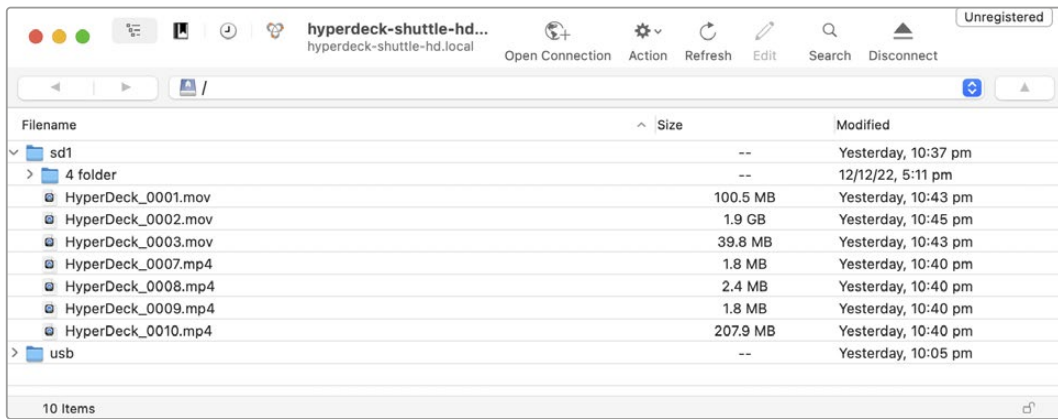 hyperdeck-shuttle-hd...
hyperdeck-shuttle-hd.local
Open Connection Action Refresh Edit Search Disconnect Unregistered
/
Filename Size Modified
sd1 -- Yesterday, 10:37 pm
4 folder -- 12/12/22, 5:11 pm
HyperDeck_0001.mov 100.5 MB Yesterday, 10:43 pm
HyperDeck_0002.mov 1.9 GB Yesterday, 10:45 pm
HyperDeck_0003.mov 39.8 MB Yesterday, 10:43 pm
HyperDeck_0007.mp4 1.8 MB Yesterday, 10:40 pm
HyperDeck_0008.mp4 2.4 MB Yesterday, 10:40 pm
HyperDeck_0009.mp4 1.8 MB Yesterday, 10:40 pm
HyperDeck_0010.mp4 207.9 MB Yesterday, 10:40 pm
usb -- Yesterday, 10:05 pm
10 Items